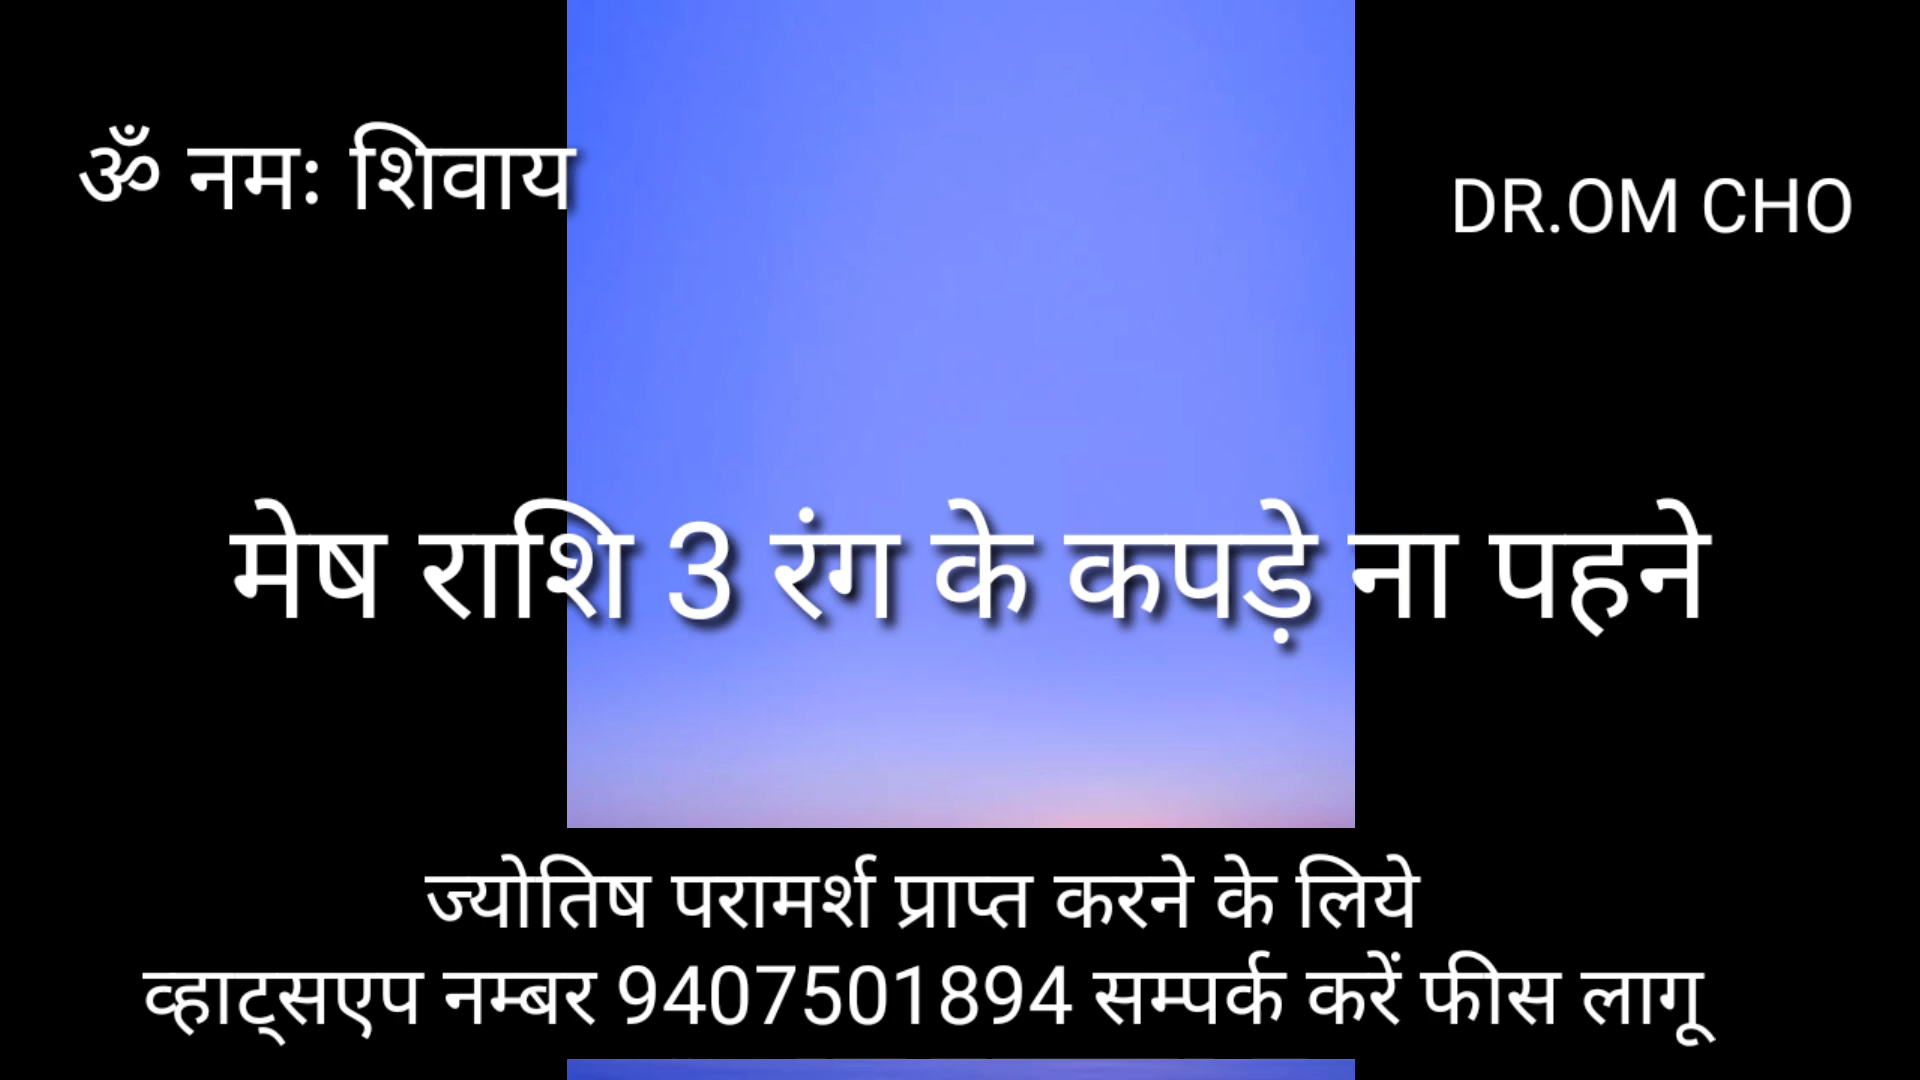 ॐ नमः शिवाय
DR.OM CHO
मेष राशि 3 रंग के कपड़े ना पहने
ज्योतिष परामर्श प्राप्त करने के लिये
व्हाट्सएप नम्बर 9407501894 सम्पर्क करें फीस लागू